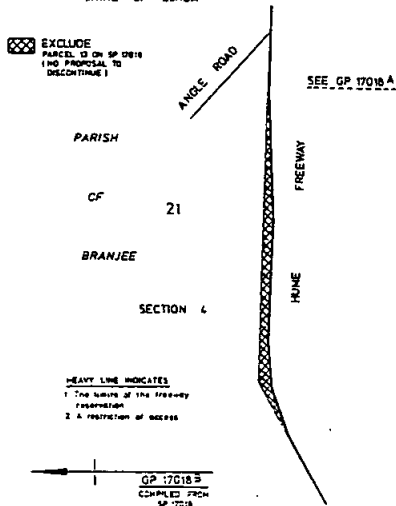 EXCLUDE
PARCEL 13 ON SP 17018
(NO PROPOSAL TO
DISCONTINUE)
ANGLE ROAD
SEE GP 17018 A
PARISH
OF
BRANJEE
21
SECTION 4
FREEWAY
HUME
HEAVY LINE INDICATES
1 The limits of the freeway
reservation
2 A restriction of access
GP 17018 B
COMPILED FROM
SP 17018